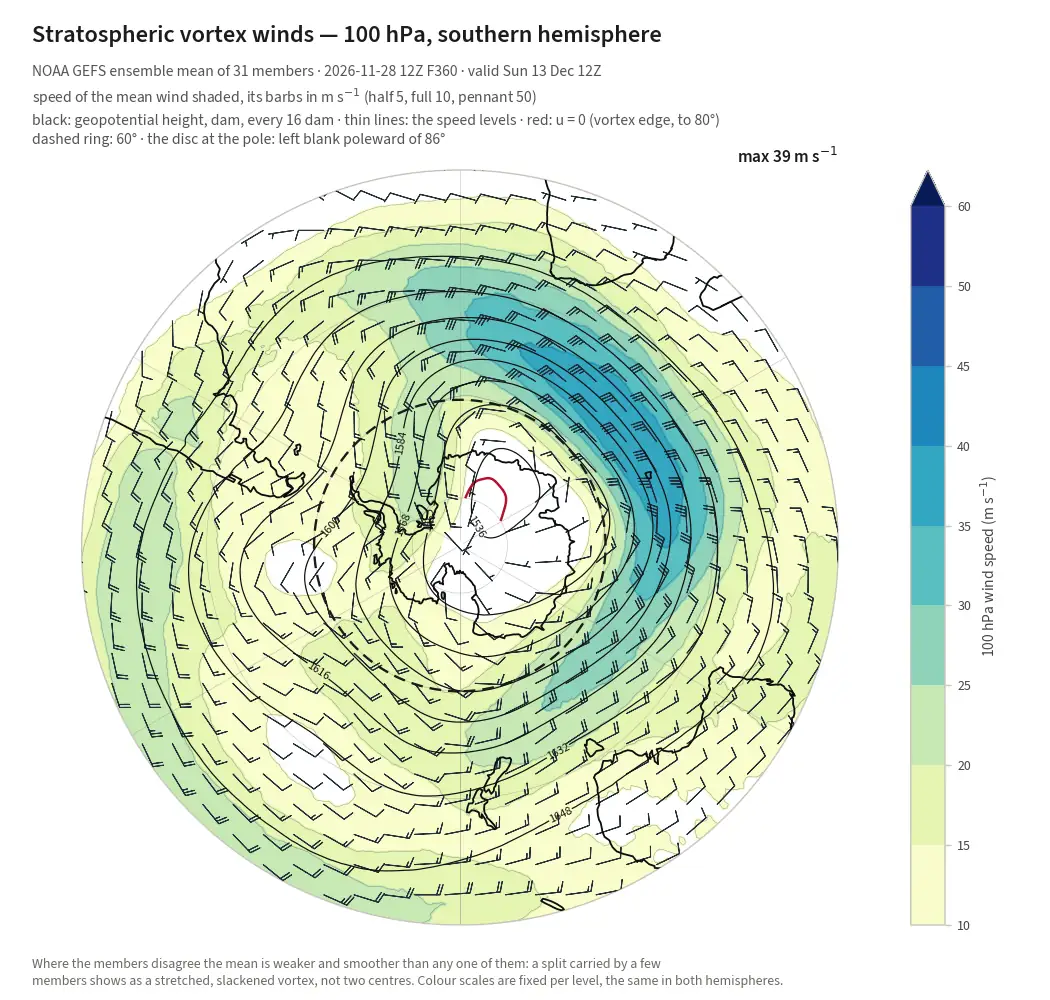 Stratospheric vortex winds — 100 hPa, southern hemisphere
NOAA GEFS ensemble mean of 31 members · 2026-11-28 12Z F360 · valid Sun 13 Dec 12Z
speed of the mean wind shaded, its barbs in m s⁻¹ (half 5, full 10, pennant 50)
black: geopotential height, dam, every 16 dam · thin lines: the speed levels · red: u = 0 (vortex edge, to 80°)
dashed ring: 60° · the disc at the pole: left blank poleward of 86°
max 39 m s⁻¹
60
50
45
40
35
30
25
20
15
10
100 hPa wind speed (m s⁻¹)
1584
1600
1568
1536
1616
1632
1648
Where the members disagree the mean is weaker and smoother than any one of them: a split carried by a few
members shows as a stretched, slackened vortex, not two centres. Colour scales are fixed per level, the same in both hemispheres.